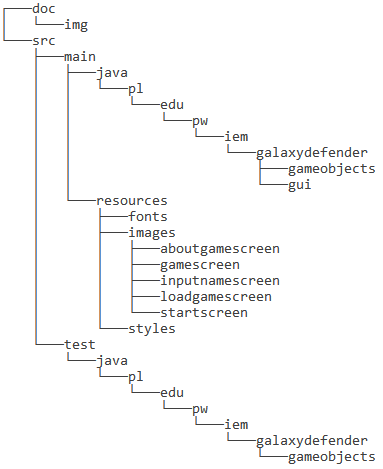 doc
img
src
main
java
pl
edu
pw
iem
galaxydefender
gameobjects
gui
resources
fonts
images
aboutgamescreen
gamescreen
inputnamescreen
loadgamescreen
startscreen
styles
test
java
pl
edu
pw
iem
galaxydefender
gameobjects